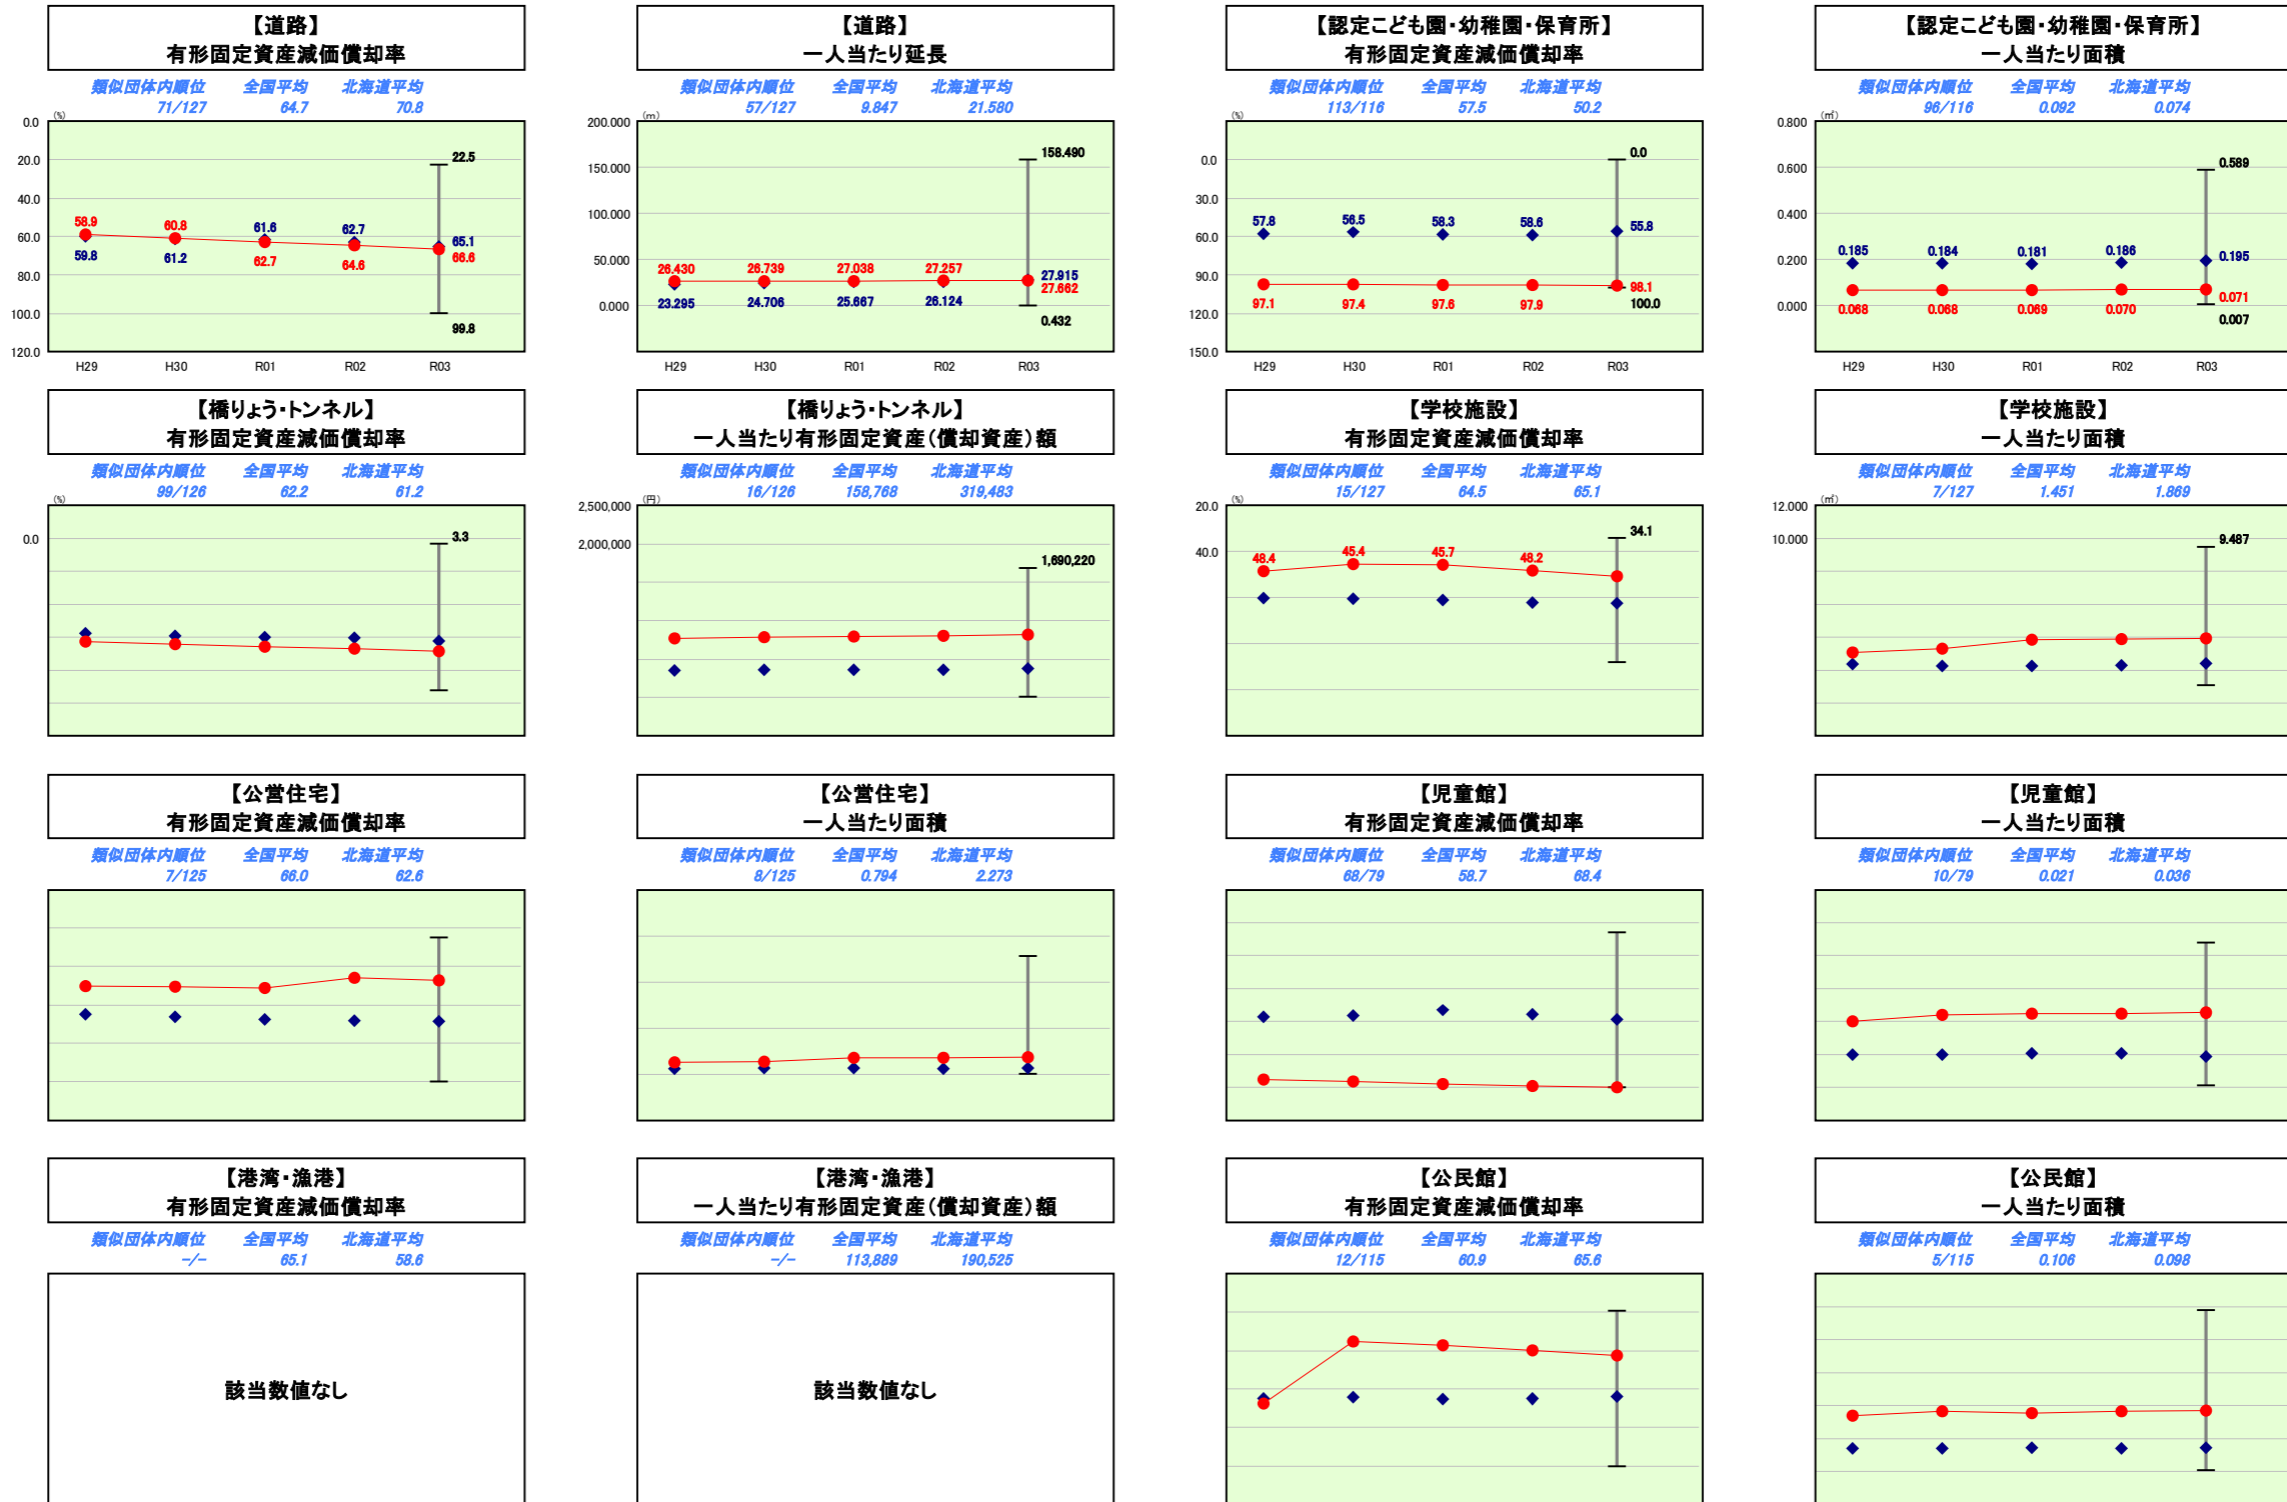 【道路】
有形固定資産減価償却率
類似団体内順位 全国平均 北海道平均
71/127 64.7 70.8
(%)
0.0
20.0
40.0
60.0
80.0
100.0
120.0
58.9 60.8 61.6 62.7 65.1
59.8 61.2 62.7 64.6 66.6
22.5
99.8
H29 H30 R01 R02 R03
【道路】
一人当たり延長
類似団体内順位 全国平均 北海道平均
57/127 9.847 21.580
(m)
200.000
150.000
100.000
50.000
0.000
158.490
26.430 26.739 27.038 27.257 27.915
23.295 24.706 25.667 26.124 27.662
0.432
H29 H30 R01 R02 R03
【認定こども園・幼稚園・保育所】
有形固定資産減価償却率
類似団体内順位 全国平均 北海道平均
113/116 57.5 50.2
(%)
0.0
30.0
60.0
90.0
120.0
150.0
0.0
57.8 56.5 58.3 58.6 55.8
97.1 97.4 97.6 97.9 98.1
100.0
H29 H30 R01 R02 R03
【認定こども園・幼稚園・保育所】
一人当たり面積
類似団体内順位 全国平均 北海道平均
96/116 0.092 0.074
(㎡)
0.800
0.600
0.400
0.200
0.000
0.589
0.185 0.184 0.181 0.186 0.195
0.068 0.068 0.069 0.070 0.071
0.007
H29 H30 R01 R02 R03
【橋りょう・トンネル】
有形固定資産減価償却率
類似団体内順位 全国平均 北海道平均
99/126 62.2 61.2
(%)
0.0
3.3
【橋りょう・トンネル】
一人当たり有形固定資産（償却資産）額
類似団体内順位 全国平均 北海道平均
16/126 158,768 319,483
(円)
2,500,000
2,000,000
1,690,220
【学校施設】
有形固定資産減価償却率
類似団体内順位 全国平均 北海道平均
15/127 64.5 65.1
(%)
20.0
40.0
34.1
48.4 45.4 45.7 48.2
【学校施設】
一人当たり面積
類似団体内順位 全国平均 北海道平均
7/127 1.451 1.869
(㎡)
12.000
10.000
9.487
【公営住宅】
有形固定資産減価償却率
類似団体内順位 全国平均 北海道平均
7/125 66.0 62.6
【公営住宅】
一人当たり面積
類似団体内順位 全国平均 北海道平均
8/125 0.794 2.273
【児童館】
有形固定資産減価償却率
類似団体内順位 全国平均 北海道平均
68/79 58.7 68.4
【児童館】
一人当たり面積
類似団体内順位 全国平均 北海道平均
10/79 0.021 0.036
【港湾・漁港】
有形固定資産減価償却率
類似団体内順位 全国平均 北海道平均
-/- 65.1 58.6
該当数値なし
【港湾・漁港】
一人当たり有形固定資産（償却資産）額
類似団体内順位 全国平均 北海道平均
-/- 113,889 190,525
該当数値なし
【公民館】
有形固定資産減価償却率
類似団体内順位 全国平均 北海道平均
12/115 60.9 65.6
【公民館】
一人当たり面積
類似団体内順位 全国平均 北海道平均
5/115 0.106 0.098